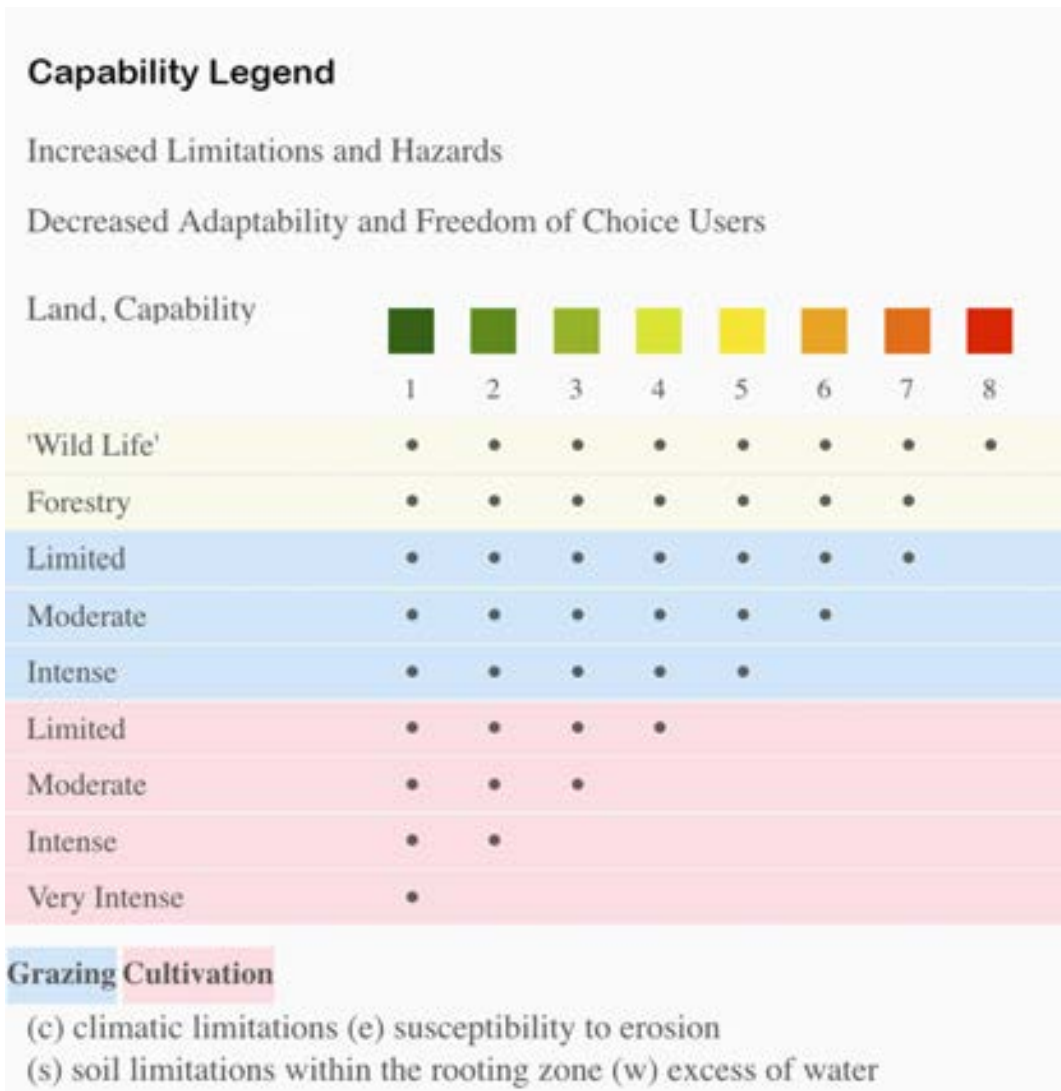 Capability Legend
Increased Limitations and Hazards
Decreased Adaptability and Freedom of Choice Users
Land, Capability
1 2 3 4 5 6 7 8
'Wild Life' • • • • • • • •
Forestry • • • • • • •
Limited • • • • • • •
Moderate • • • • • •
Intense • • • • •
Limited • • • •
Moderate • • •
Intense • •
Very Intense •
Grazing Cultivation
(c) climatic limitations (e) susceptibility to erosion
(s) soil limitations within the rooting zone (w) excess of water